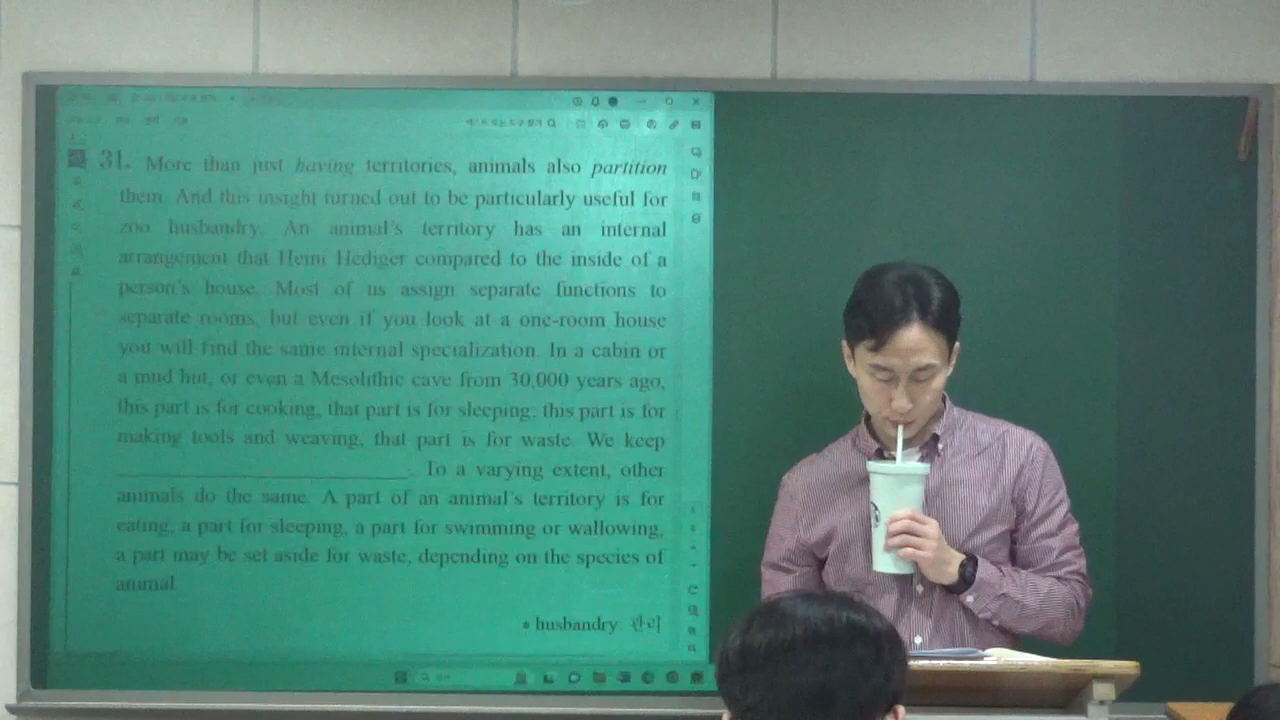 31. More than just having territories, animals also partition
them. And this insight turned out to be particularly useful for
zoo husbandry. An animal's territory has an internal
arrangement that Heini Hediger compared to the inside of a
person's house. Most of us assign separate functions to
separate rooms, but even if you look at a one-room house
you will find the same internal specialization. In a cabin or
a mud hut, or even a Mesolithic cave from 30,000 years ago,
this part is for cooking, that part is for sleeping; this part is for
making tools and weaving, that part is for waste. We keep
____________________. To a varying extent, other
animals do the same. A part of an animal's territory is for
eating, a part for sleeping, a part for swimming or wallowing,
a part may be set aside for waste, depending on the species of
animal.
* husbandry: 관리